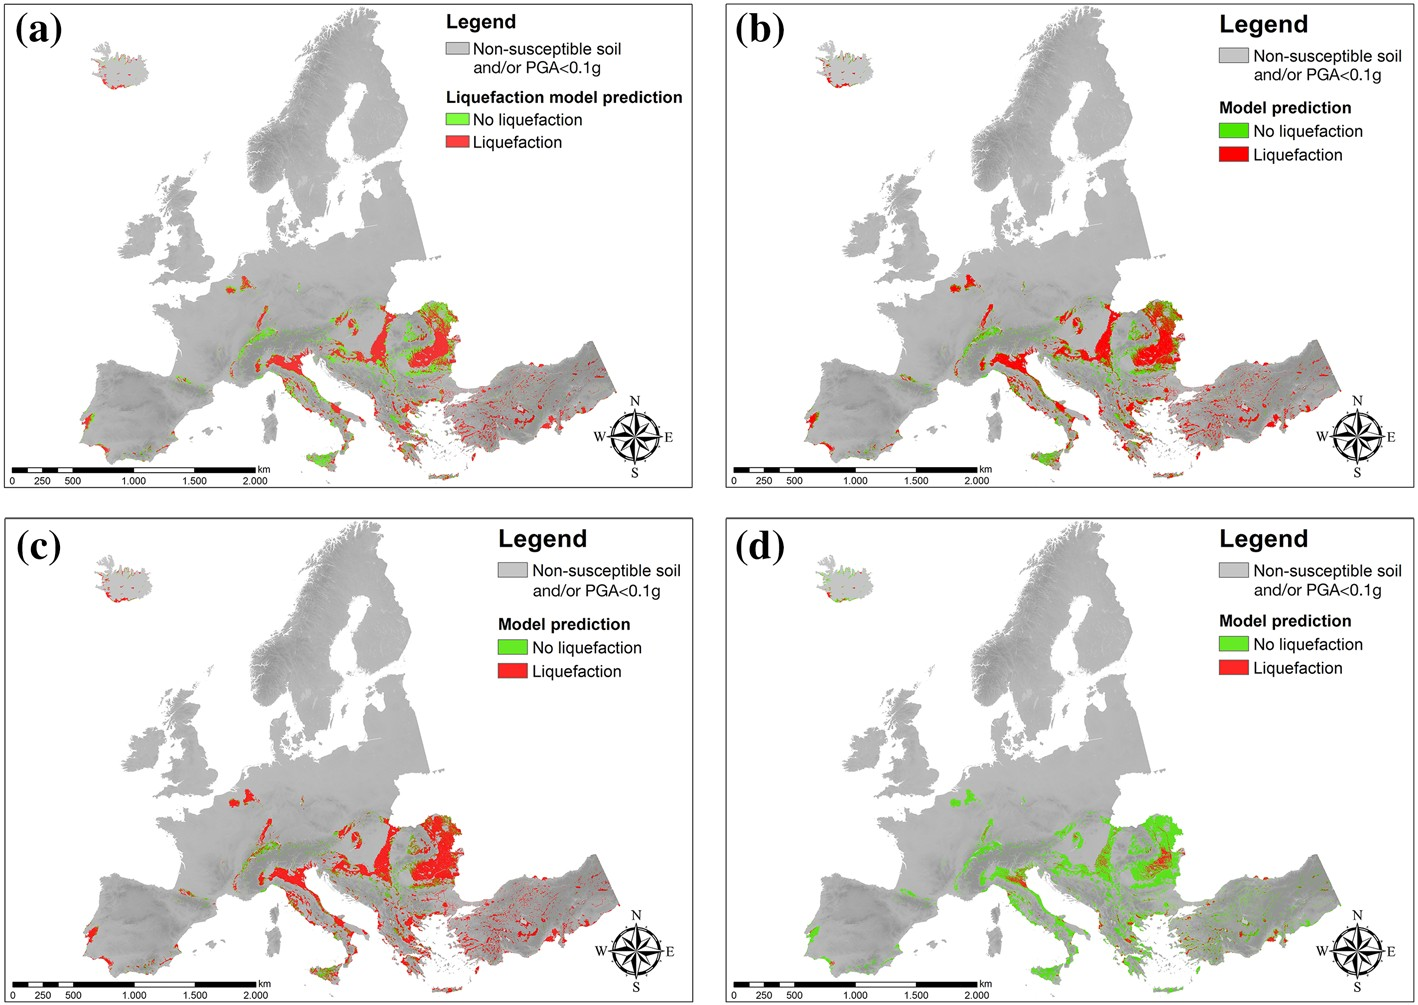 (a)
Legend
Non-susceptible soil
and/or PGA<0.1g
Liquefaction model prediction
No liquefaction
Liquefaction
N
W E
S
km
0 250 500 1.000 1.500 2.000
(b)
Legend
Non-susceptible soil
and/or PGA<0.1g
Model prediction
No liquefaction
Liquefaction
N
W E
S
km
0 250 500 1.000 1.500 2.000
(c)
Legend
Non-susceptible soil
and/or PGA<0.1g
Model prediction
No liquefaction
Liquefaction
N
W E
S
km
0 250 500 1.000 1.500 2.000
(d)
Legend
Non-susceptible soil
and/or PGA<0.1g
Model prediction
No liquefaction
Liquefaction
N
W E
S
km
0 250 500 1.000 1.500 2.000